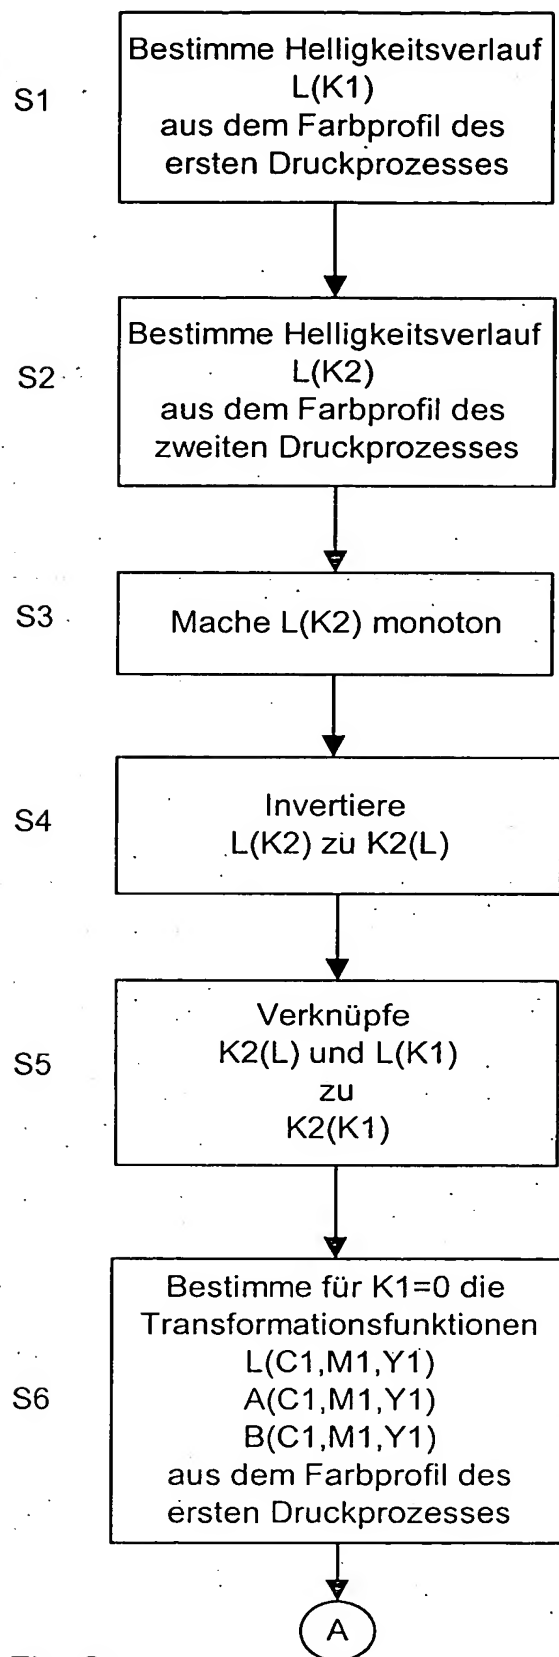 S1
Bestimme Helligkeitsverlauf
L(K1)
aus dem Farbprofil des
ersten Druckprozesses
S2
Bestimme Helligkeitsverlauf
L(K2)
aus dem Farbprofil des
zweiten Druckprozesses
S3
Mache L(K2) monoton
S4
Invertiere
L(K2) zu K2(L)
S5
Verknüpfe
K2(L) und L(K1)
zu
K2(K1)
S6
Bestimme für K1=0 die
Transformationsfunktionen
L(C1,M1,Y1)
A(C1,M1,Y1)
B(C1,M1,Y1)
aus dem Farbprofil des
ersten Druckprozesses
A